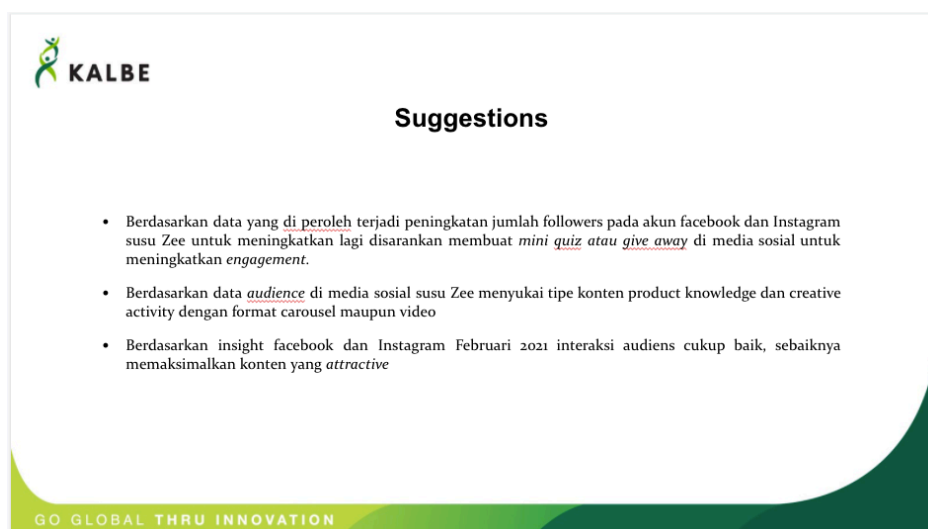 KALBE
Suggestions
• Berdasarkan data yang di peroleh terjadi peningkatan jumlah followers pada akun facebook dan Instagram
susu Zee untuk meningkatkan lagi disarankan membuat mini quiz atau give away di media sosial untuk
meningkatkan engagement.
• Berdasarkan data audience di media sosial susu Zee menyukai tipe konten product knowledge dan creative
activity dengan format carousel maupun video
• Berdasarkan insight facebook dan Instagram Februari 2021 interaksi audiens cukup baik, sebaiknya
memaksimalkan konten yang attractive
GO GLOBAL THRU INNOVATION